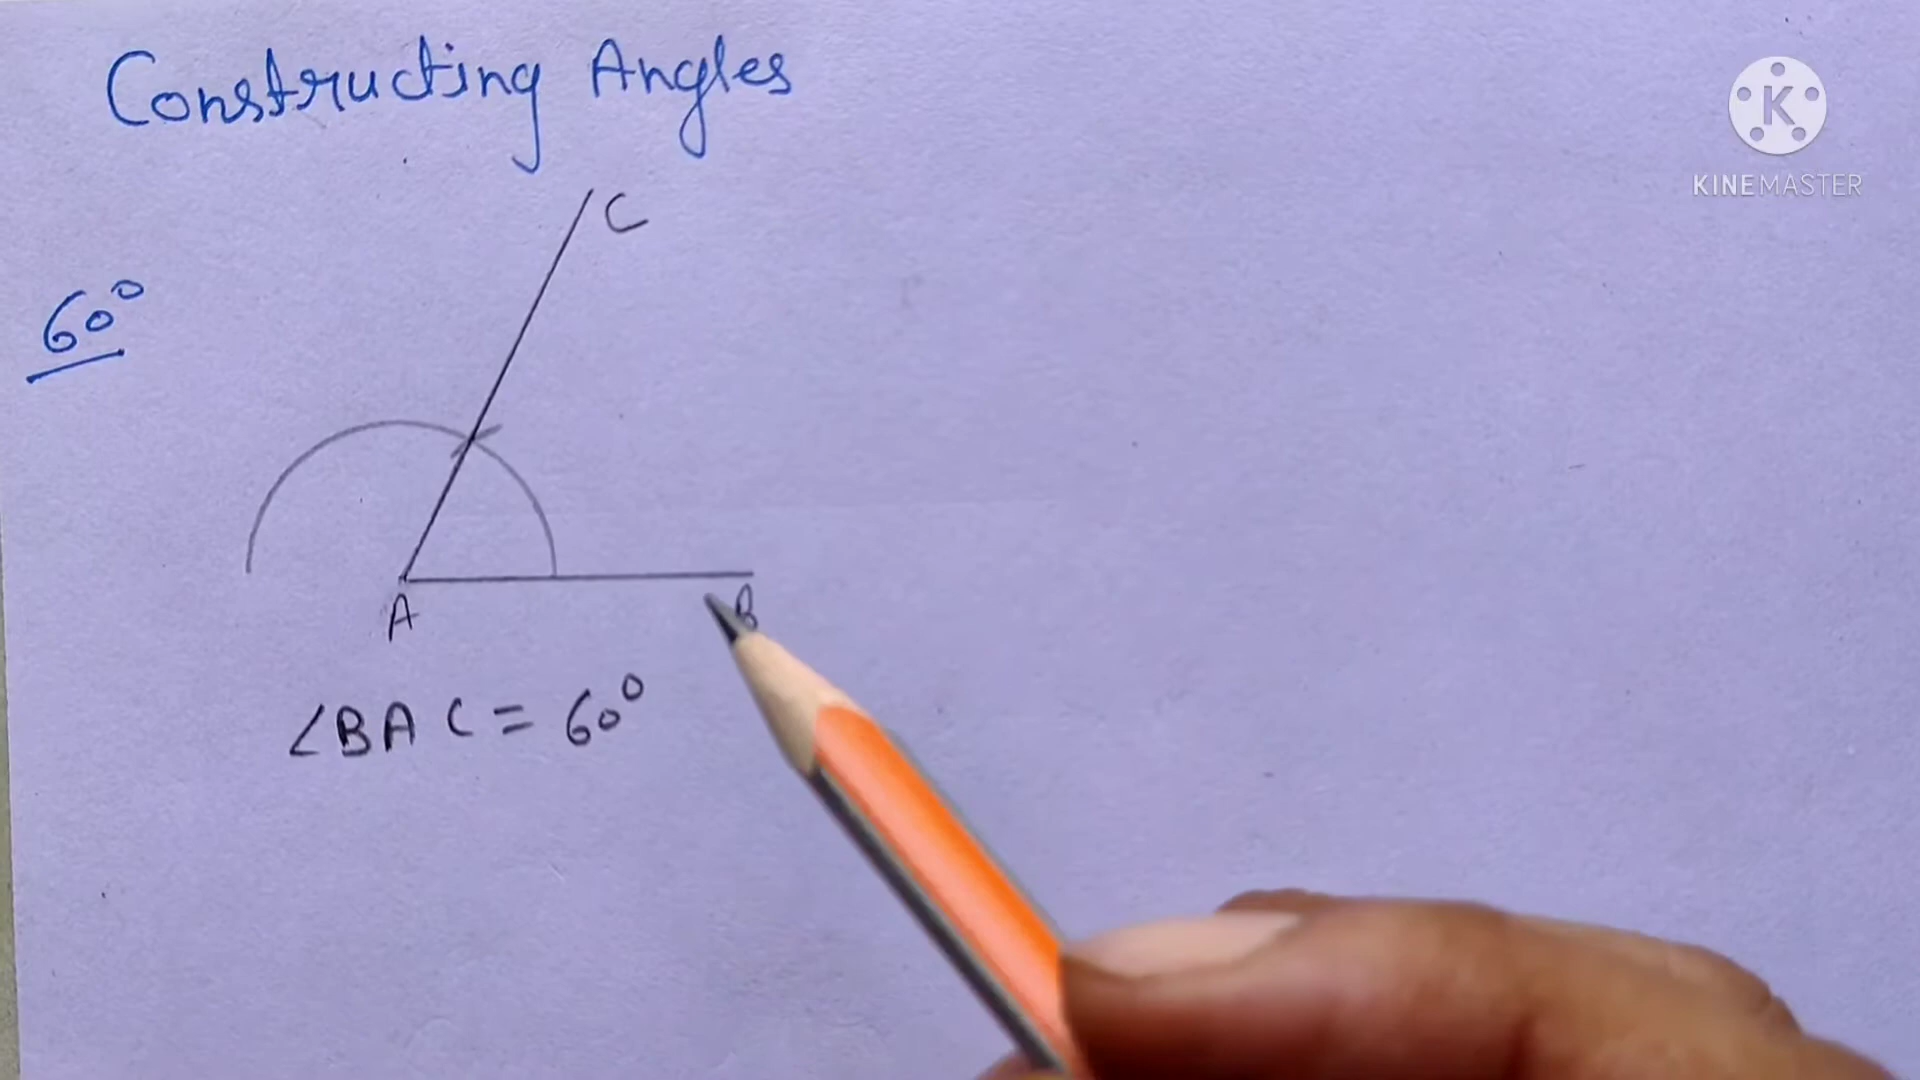 Constructing Angles
K
KINEMASTER
C
60°
A
B
∠BAC = 60°